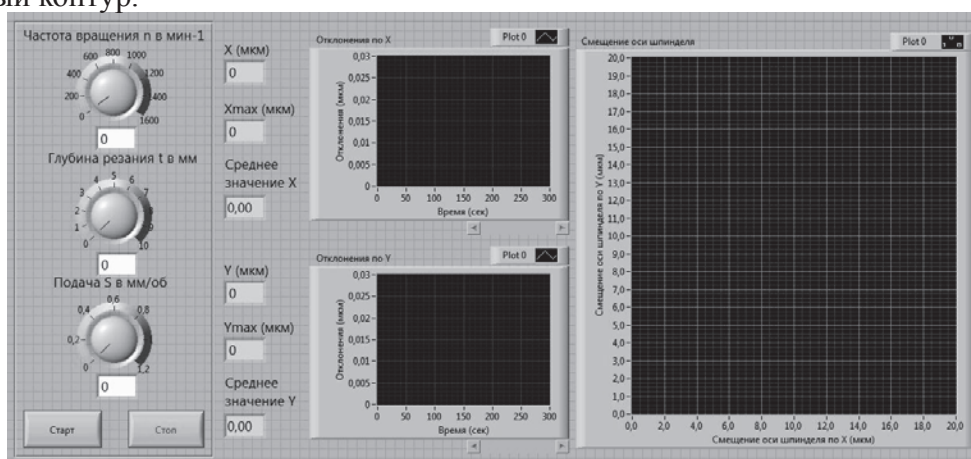 ый контур.
Частота вращения n в мин-1
0
200
400
600
800
1000
1200
1400
1600
0
Глубина резания t в мм
0
1
2
3
4
5
6
7
8
9
10
0
Подача S в мм/об
0
0,2
0,4
0,6
0,8
1,2
0
Старт
Стоп
X (мкм)
0
Xmax (мкм)
0
Среднее
значение X
0,00
Y (мкм)
0
Ymax (мкм)
0
Среднее
значение Y
0,00
Отклонения по X
Plot 0
Отклонения (мкм)
0,03
0,025
0,02
0,015
0,01
0,005
0
0 50 100 150 200 250 300
Время (сек)
Отклонения по Y
Plot 0
Отклонения (мкм)
0,03
0,025
0,02
0,015
0,01
0,005
0
0 50 100 150 200 250 300
Время (сек)
Смещение оси шпинделя
Plot 0
Смещение оси шпинделя по Y (мкм)
20,0
19,0
18,0
17,0
16,0
15,0
14,0
13,0
12,0
11,0
10,0
9,0
8,0
7,0
6,0
5,0
4,0
3,0
2,0
1,0
0,0
0,0 2,0 4,0 6,0 8,0 10,0 12,0 14,0 16,0 18,0 20,0
Смещение оси шпинделя по X (мкм)